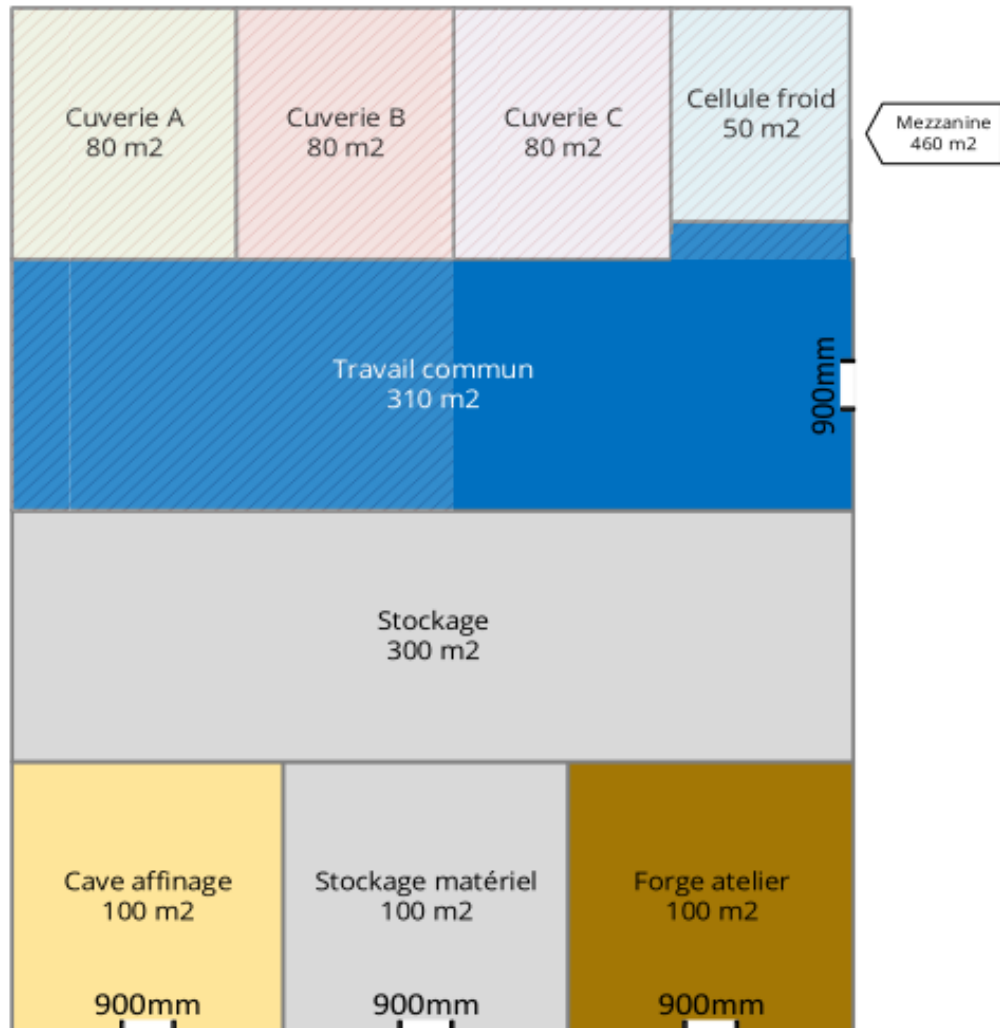 Cuverie A
80 m2
Cuverie B
80 m2
Cuverie C
80 m2
Cellule froid
50 m2
Mezzanine
460 m2
Travail commun
310 m2
900mm
Stockage
300 m2
Cave affinage
100 m2
Stockage matériel
100 m2
Forge atelier
100 m2
900mm
900mm
900mm